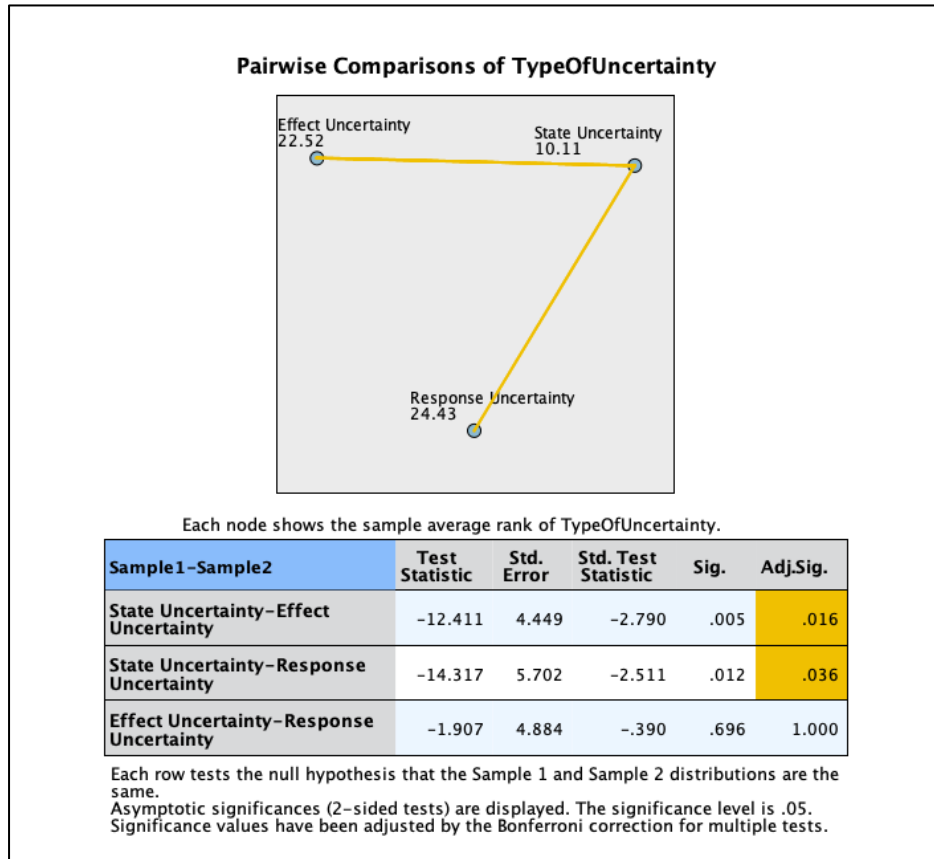 Pairwise Comparisons of TypeOfUncertainty
Effect Uncertainty
22.52
State Uncertainty
10.11
Response Uncertainty
24.43
Each node shows the sample average rank of TypeOfUncertainty.
Sample1-Sample2 Test Statistic Std. Error Std. Test Statistic Sig. Adj.Sig.
State Uncertainty-Effect Uncertainty -12.411 4.449 -2.790 .005 .016
State Uncertainty-Response Uncertainty -14.317 5.702 -2.511 .012 .036
Effect Uncertainty-Response Uncertainty -1.907 4.884 -.390 .696 1.000
Each row tests the null hypothesis that the Sample 1 and Sample 2 distributions are the
same.
Asymptotic significances (2-sided tests) are displayed. The significance level is .05.
Significance values have been adjusted by the Bonferroni correction for multiple tests.